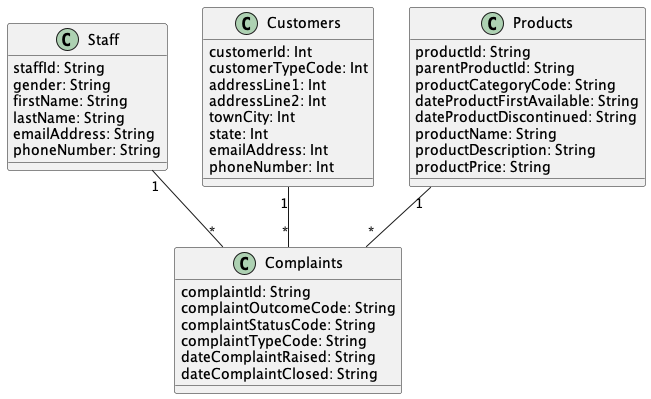 C Staff
staffId: String
gender: String
firstName: String
lastName: String
emailAddress: String
phoneNumber: String
C Customers
customerId: Int
customerTypeCode: Int
addressLine1: Int
addressLine2: Int
townCity: Int
state: Int
emailAddress: Int
phoneNumber: Int
C Products
productId: String
parentProductId: String
productCategoryCode: String
dateProductFirstAvailable: String
dateProductDiscontinued: String
productName: String
productDescription: String
productPrice: String
1
1
1
*
*
*
C Complaints
complaintId: String
complaintOutcomeCode: String
complaintStatusCode: String
complaintTypeCode: String
dateComplaintRaised: String
dateComplaintClosed: String